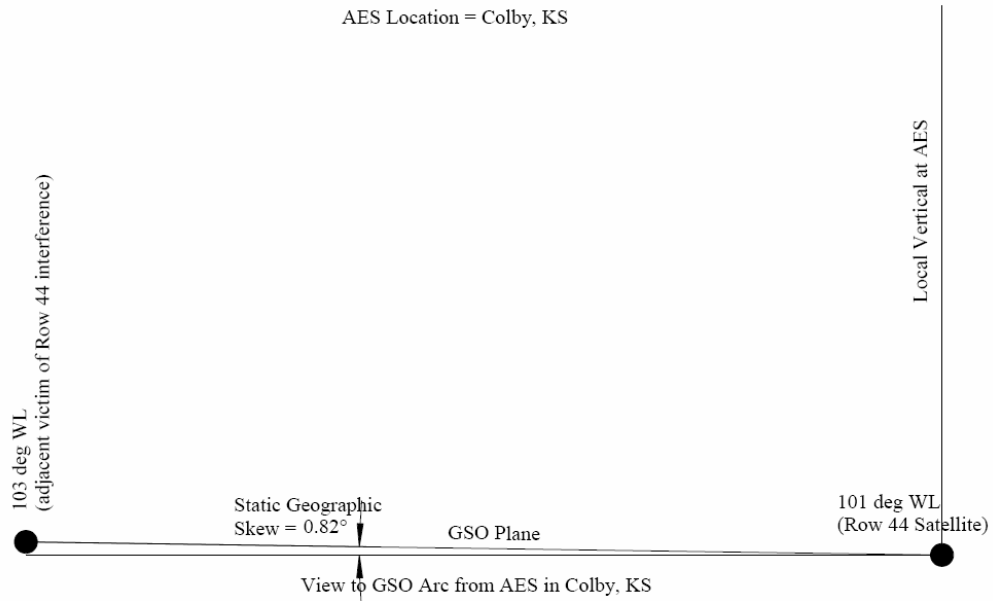 AES Location = Colby, KS
Local Vertical at AES
103 deg WL
(adjacent victim of Row 44 interference)
Static Geographic
Skew = 0.82°
GSO Plane
101 deg WL
(Row 44 Satellite)
View to GSO Arc from AES in Colby, KS